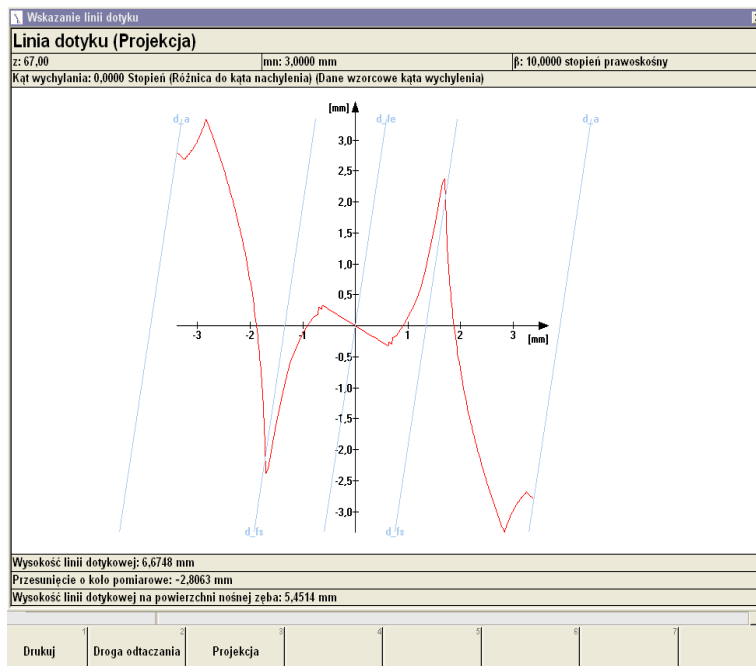 Wskazanie linii dotyku
Linia dotyku (Projekcja)
z: 67,00 mn: 3,0000 mm β: 10,0000 stopień prawoskośny
Kąt wychylania: 0,0000 Stopień (Różnica do kąta nachylenia) (Dane wzorcowe kąta wychylenia)
[mm]
d_a d_fe d_a
3,0
2,5
2,0
1,5
1,0
0,5
-3 -2 -1 1 2 3
[mm]
-0,5
-1,0
-1,5
-2,0
-2,5
-3,0
d_fs d_fs
Wysokość linii dotykowej: 6,6748 mm
Przesunięcie o koło pomiarowe: -2,8063 mm
Wysokość linii dotykowej na powierzchni nośnej zęba: 5,4514 mm
1 2 3 4 5 6 7
Drukuj Droga odtaczania Projekcja